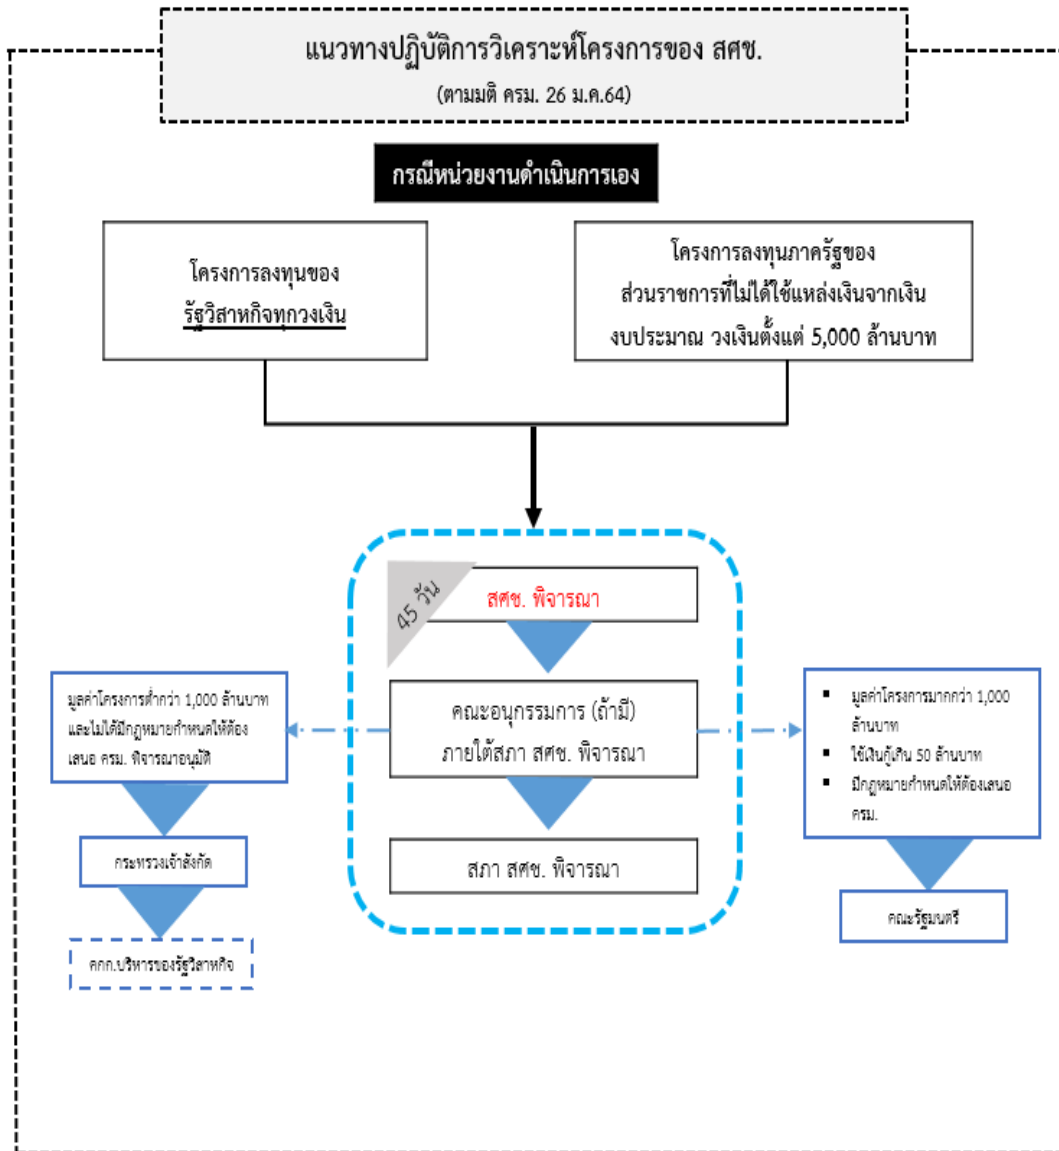 แนวทางปฏิบัติการวิเคราะห์โครงการของ สศช.
(ตามมติ ครม. 26 ม.ค.64)
กรณีหน่วยงานดำเนินการเอง
โครงการลงทุนของ
รัฐวิสาหกิจทุกวงเงิน
โครงการลงทุนภาครัฐของ
ส่วนราชการที่ไม่ได้ใช้แหล่งเงินจากเงิน
งบประมาณ วงเงินตั้งแต่ 5,000 ล้านบาท
45 วัน
สศช. พิจารณา
คณะอนุกรรมการ (ถ้ามี)
ภายใต้สภา สศช. พิจารณา
สภา สศช. พิจารณา
มูลค่าโครงการต่ำกว่า 1,000 ล้านบาท
และไม่ได้มีกฎหมายกำหนดให้ต้อง
เสนอ ครม. พิจารณาอนุมัติ
กระทรวงเจ้าสังกัด
คกก.บริหารของรัฐวิสาหกิจ
▪ มูลค่าโครงการมากกว่า 1,000
ล้านบาท
▪ ใช้เงินกู้เกิน 50 ล้านบาท
▪ มีกฎหมายกำหนดให้ต้องเสนอ
ครม.
คณะรัฐมนตรี